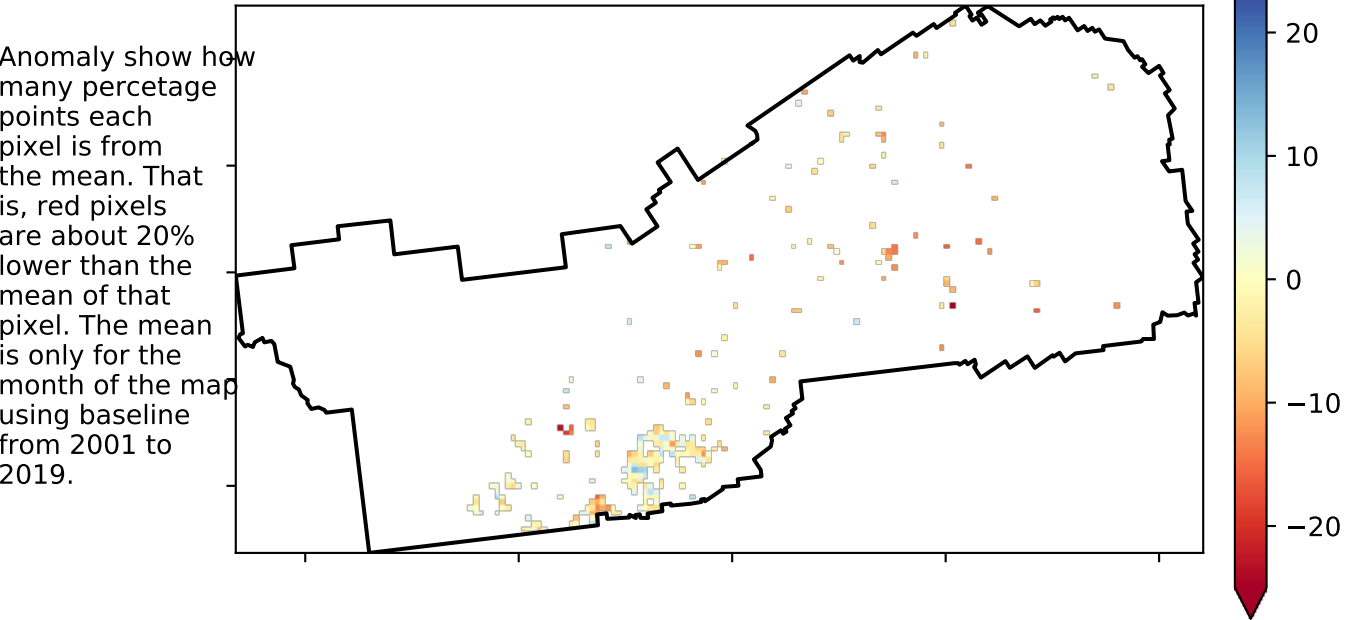 Anomaly show how
many percetage
points each
pixel is from
the mean. That
is, red pixels
are about 20%
lower than the
mean of that
pixel. The mean
is only for the
month of the map
using baseline
from 2001 to
2019.
20
10
0
−10
−20